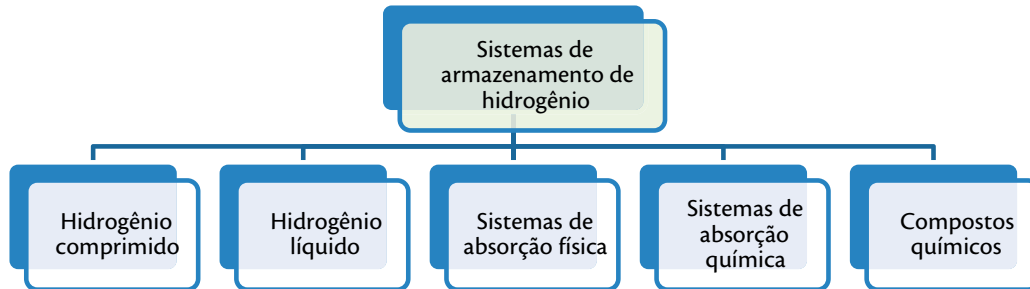 Sistemas de
armazenamento de
hidrogênio
Hidrogênio
comprimido
Hidrogênio
líquido
Sistemas de
absorção física
Sistemas de
absorção
química
Compostos
químicos